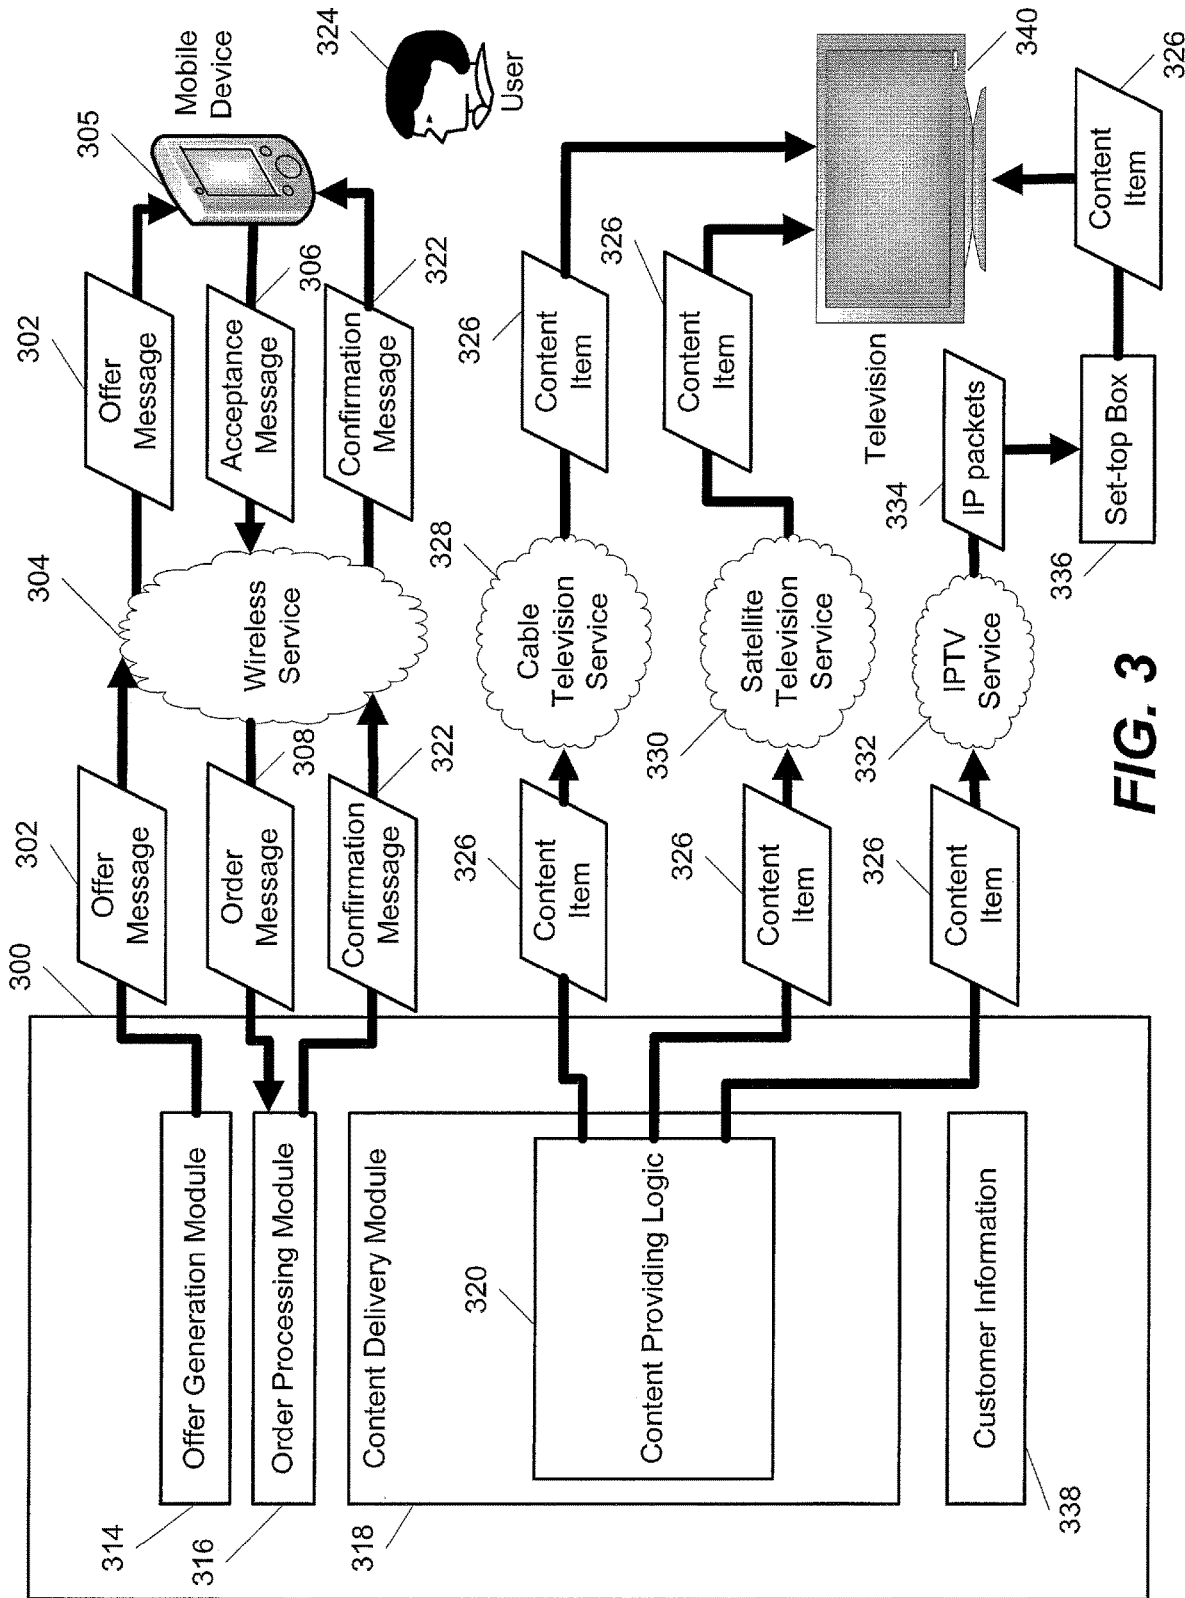 300
314
Offer Generation Module
316
Order Processing Module
318
Content Delivery Module
320
Content Providing Logic
338
Customer Information
302
Offer
Message
Order
Message
308
Confirmation
Message
322
304
Wireless
Service
302
Offer
Message
Acceptance
Message
306
Confirmation
Message
322
305
Mobile
Device
324
User
326
Content
Item
328
Cable
Television
Service
326
Content
Item
326
Content
Item
330
Satellite
Television
Service
326
Content
Item
Television
340
326
Content
Item
332
IPTV
Service
334
IP packets
336
Set-top Box
Content
Item
326
FIG. 3